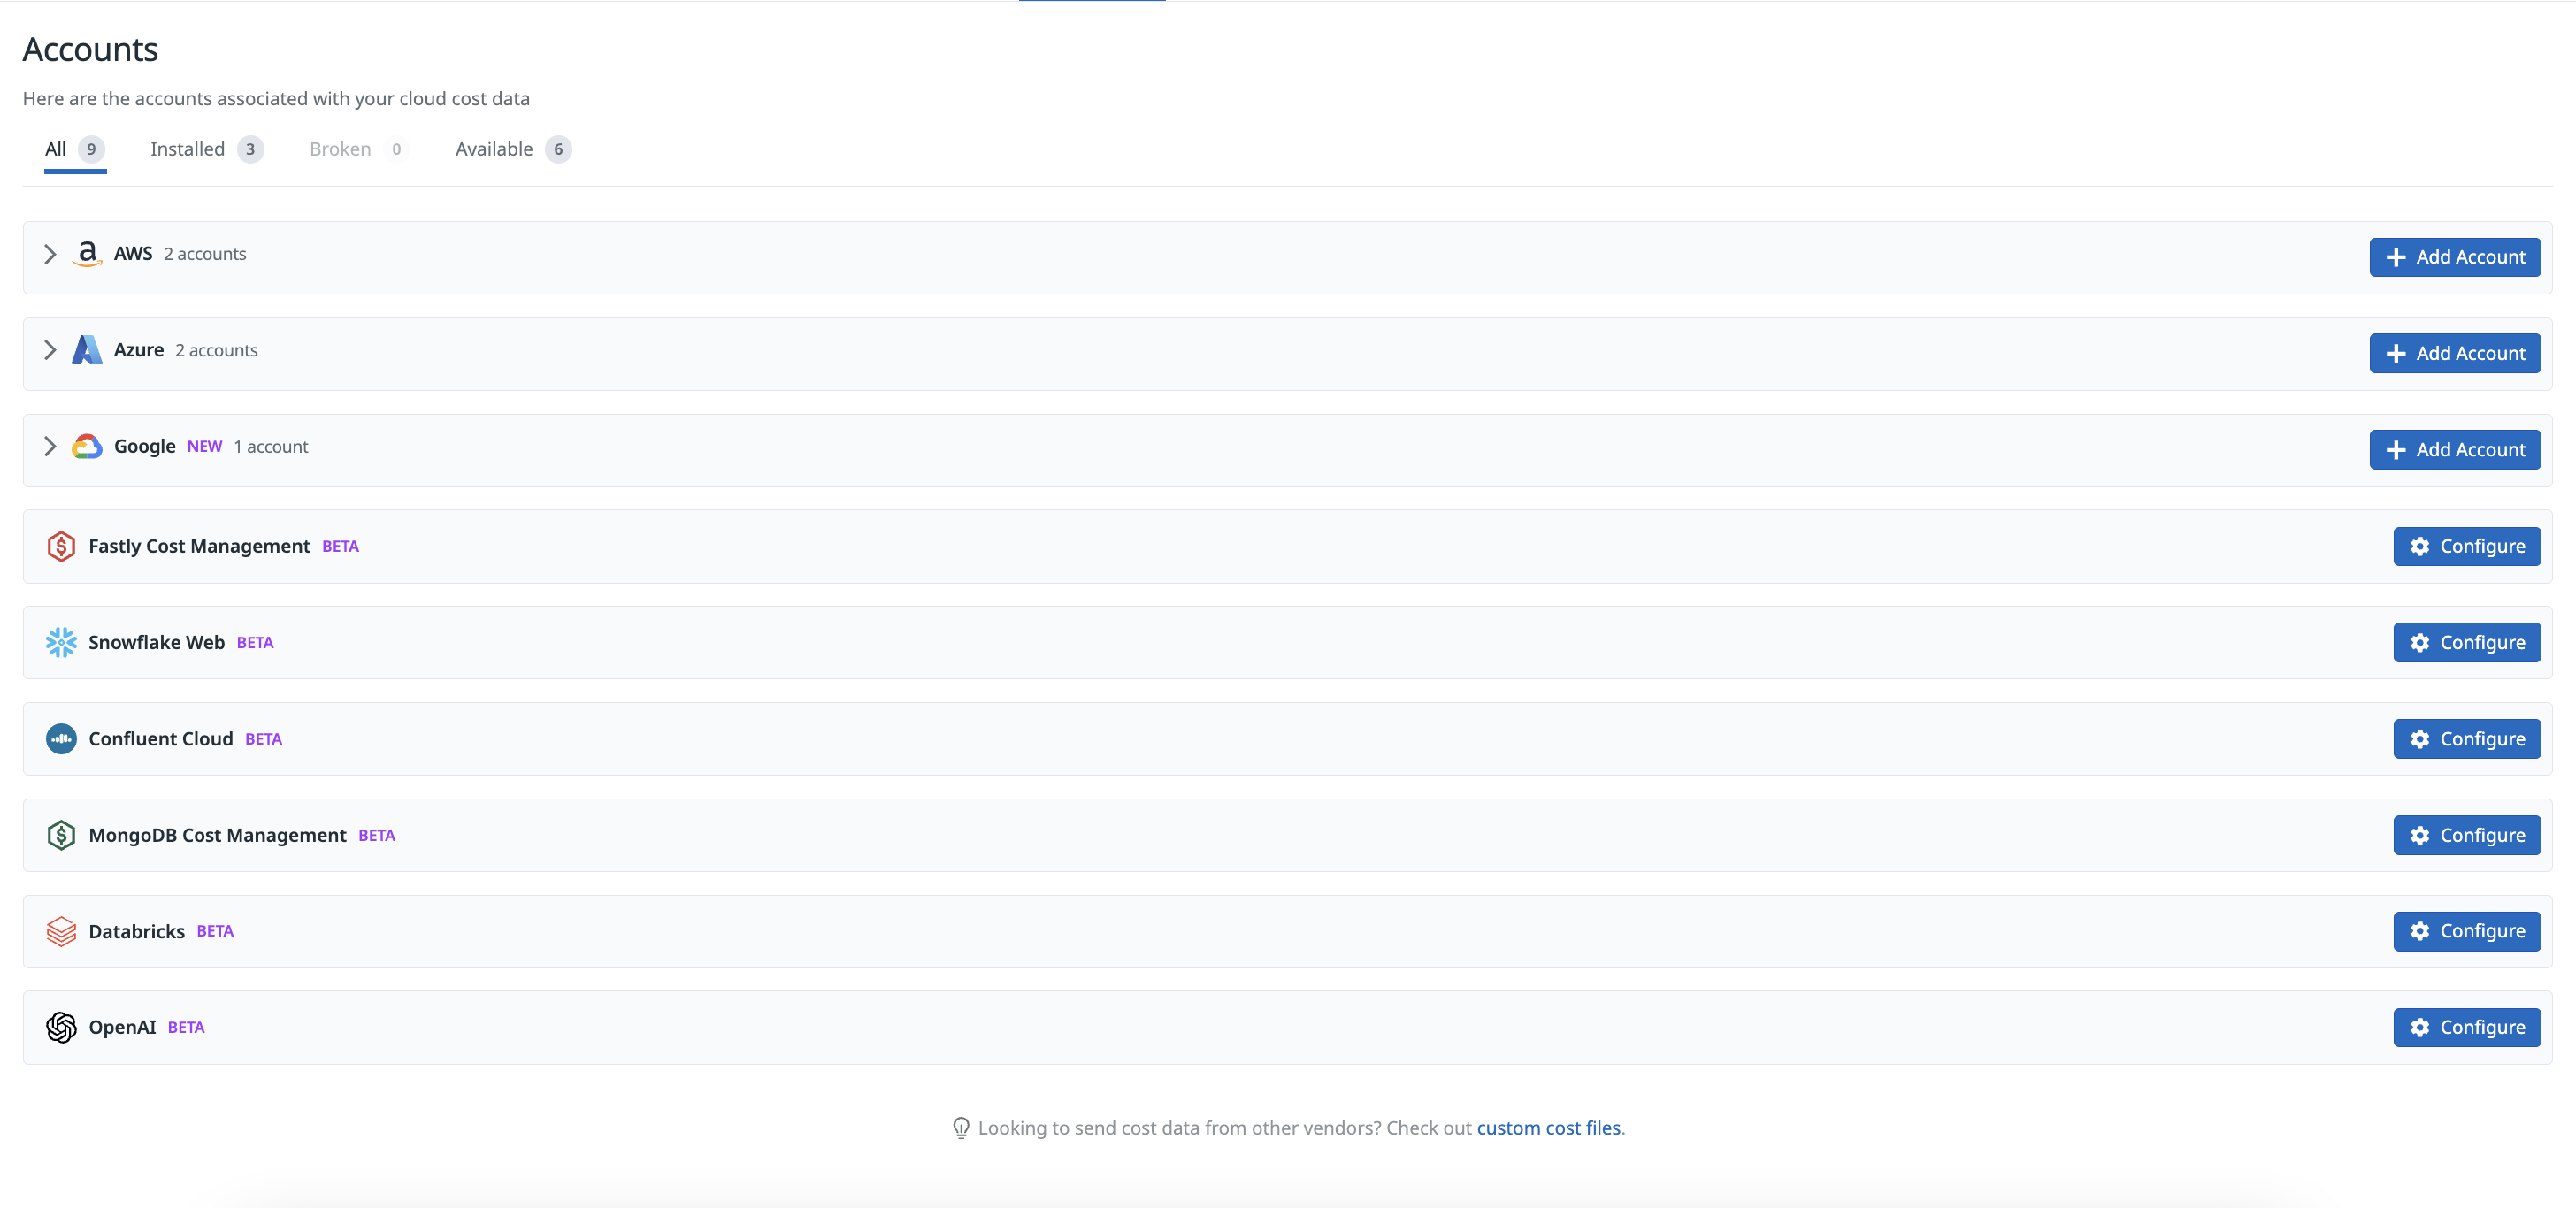 Accounts
Here are the accounts associated with your cloud cost data
All 9 Installed 3 Broken 0 Available 6
AWS 2 accounts Add Account
Azure 2 accounts Add Account
Google NEW 1 account Add Account
Fastly Cost Management BETA Configure
Snowflake Web BETA Configure
Confluent Cloud BETA Configure
MongoDB Cost Management BETA Configure
Databricks BETA Configure
OpenAI BETA Configure
Looking to send cost data from other vendors? Check out custom cost files.